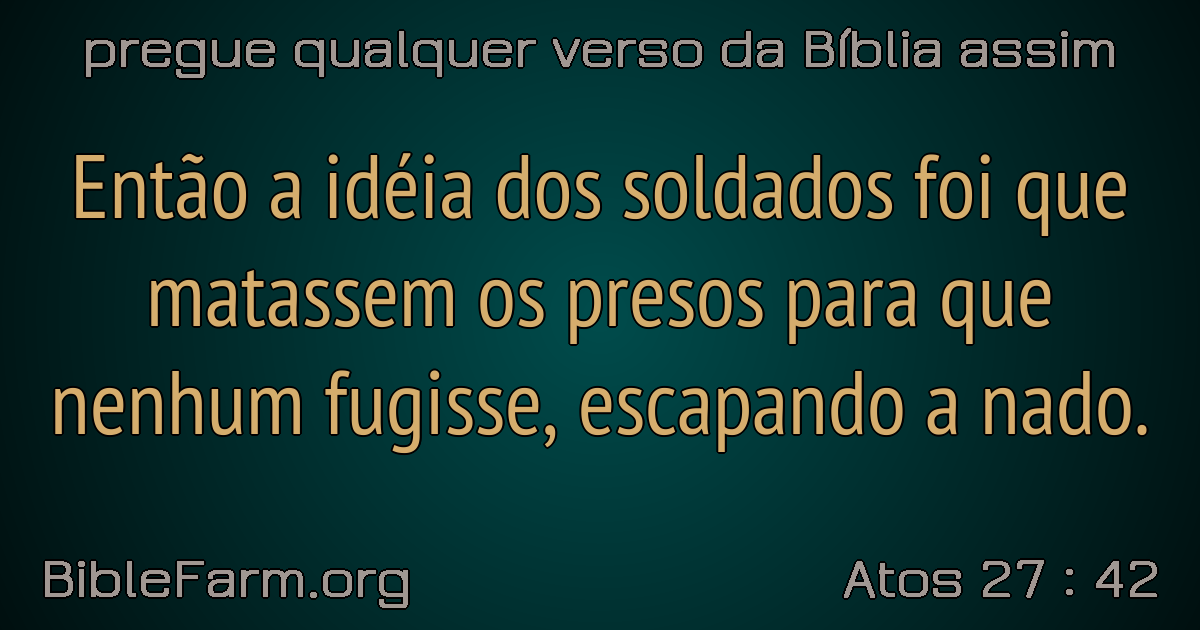 pregue qualquer verso da Bíblia assim
Então a idéia dos soldados foi que
matassem os presos para que
nenhum fugisse, escapando a nado.
BibleFarm.org
Atos 27 : 42